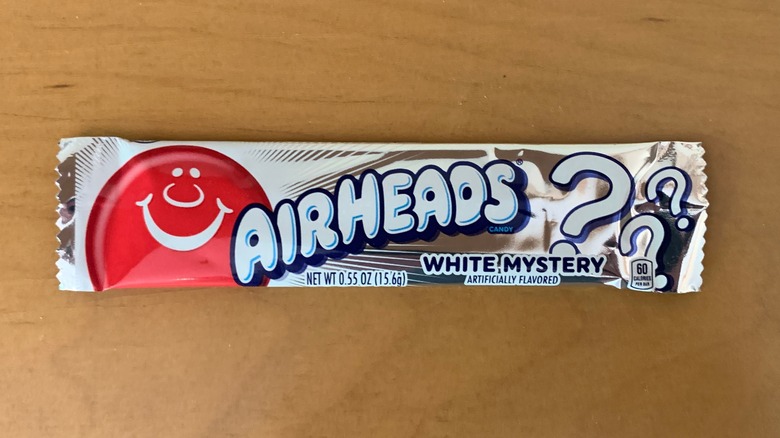 AIRHEADS®
CANDY
WHITE MYSTERY
ARTIFICIALLY FLAVORED
NET WT 0.55 OZ (15.6g)
???
60
CALORIES
PER BAR